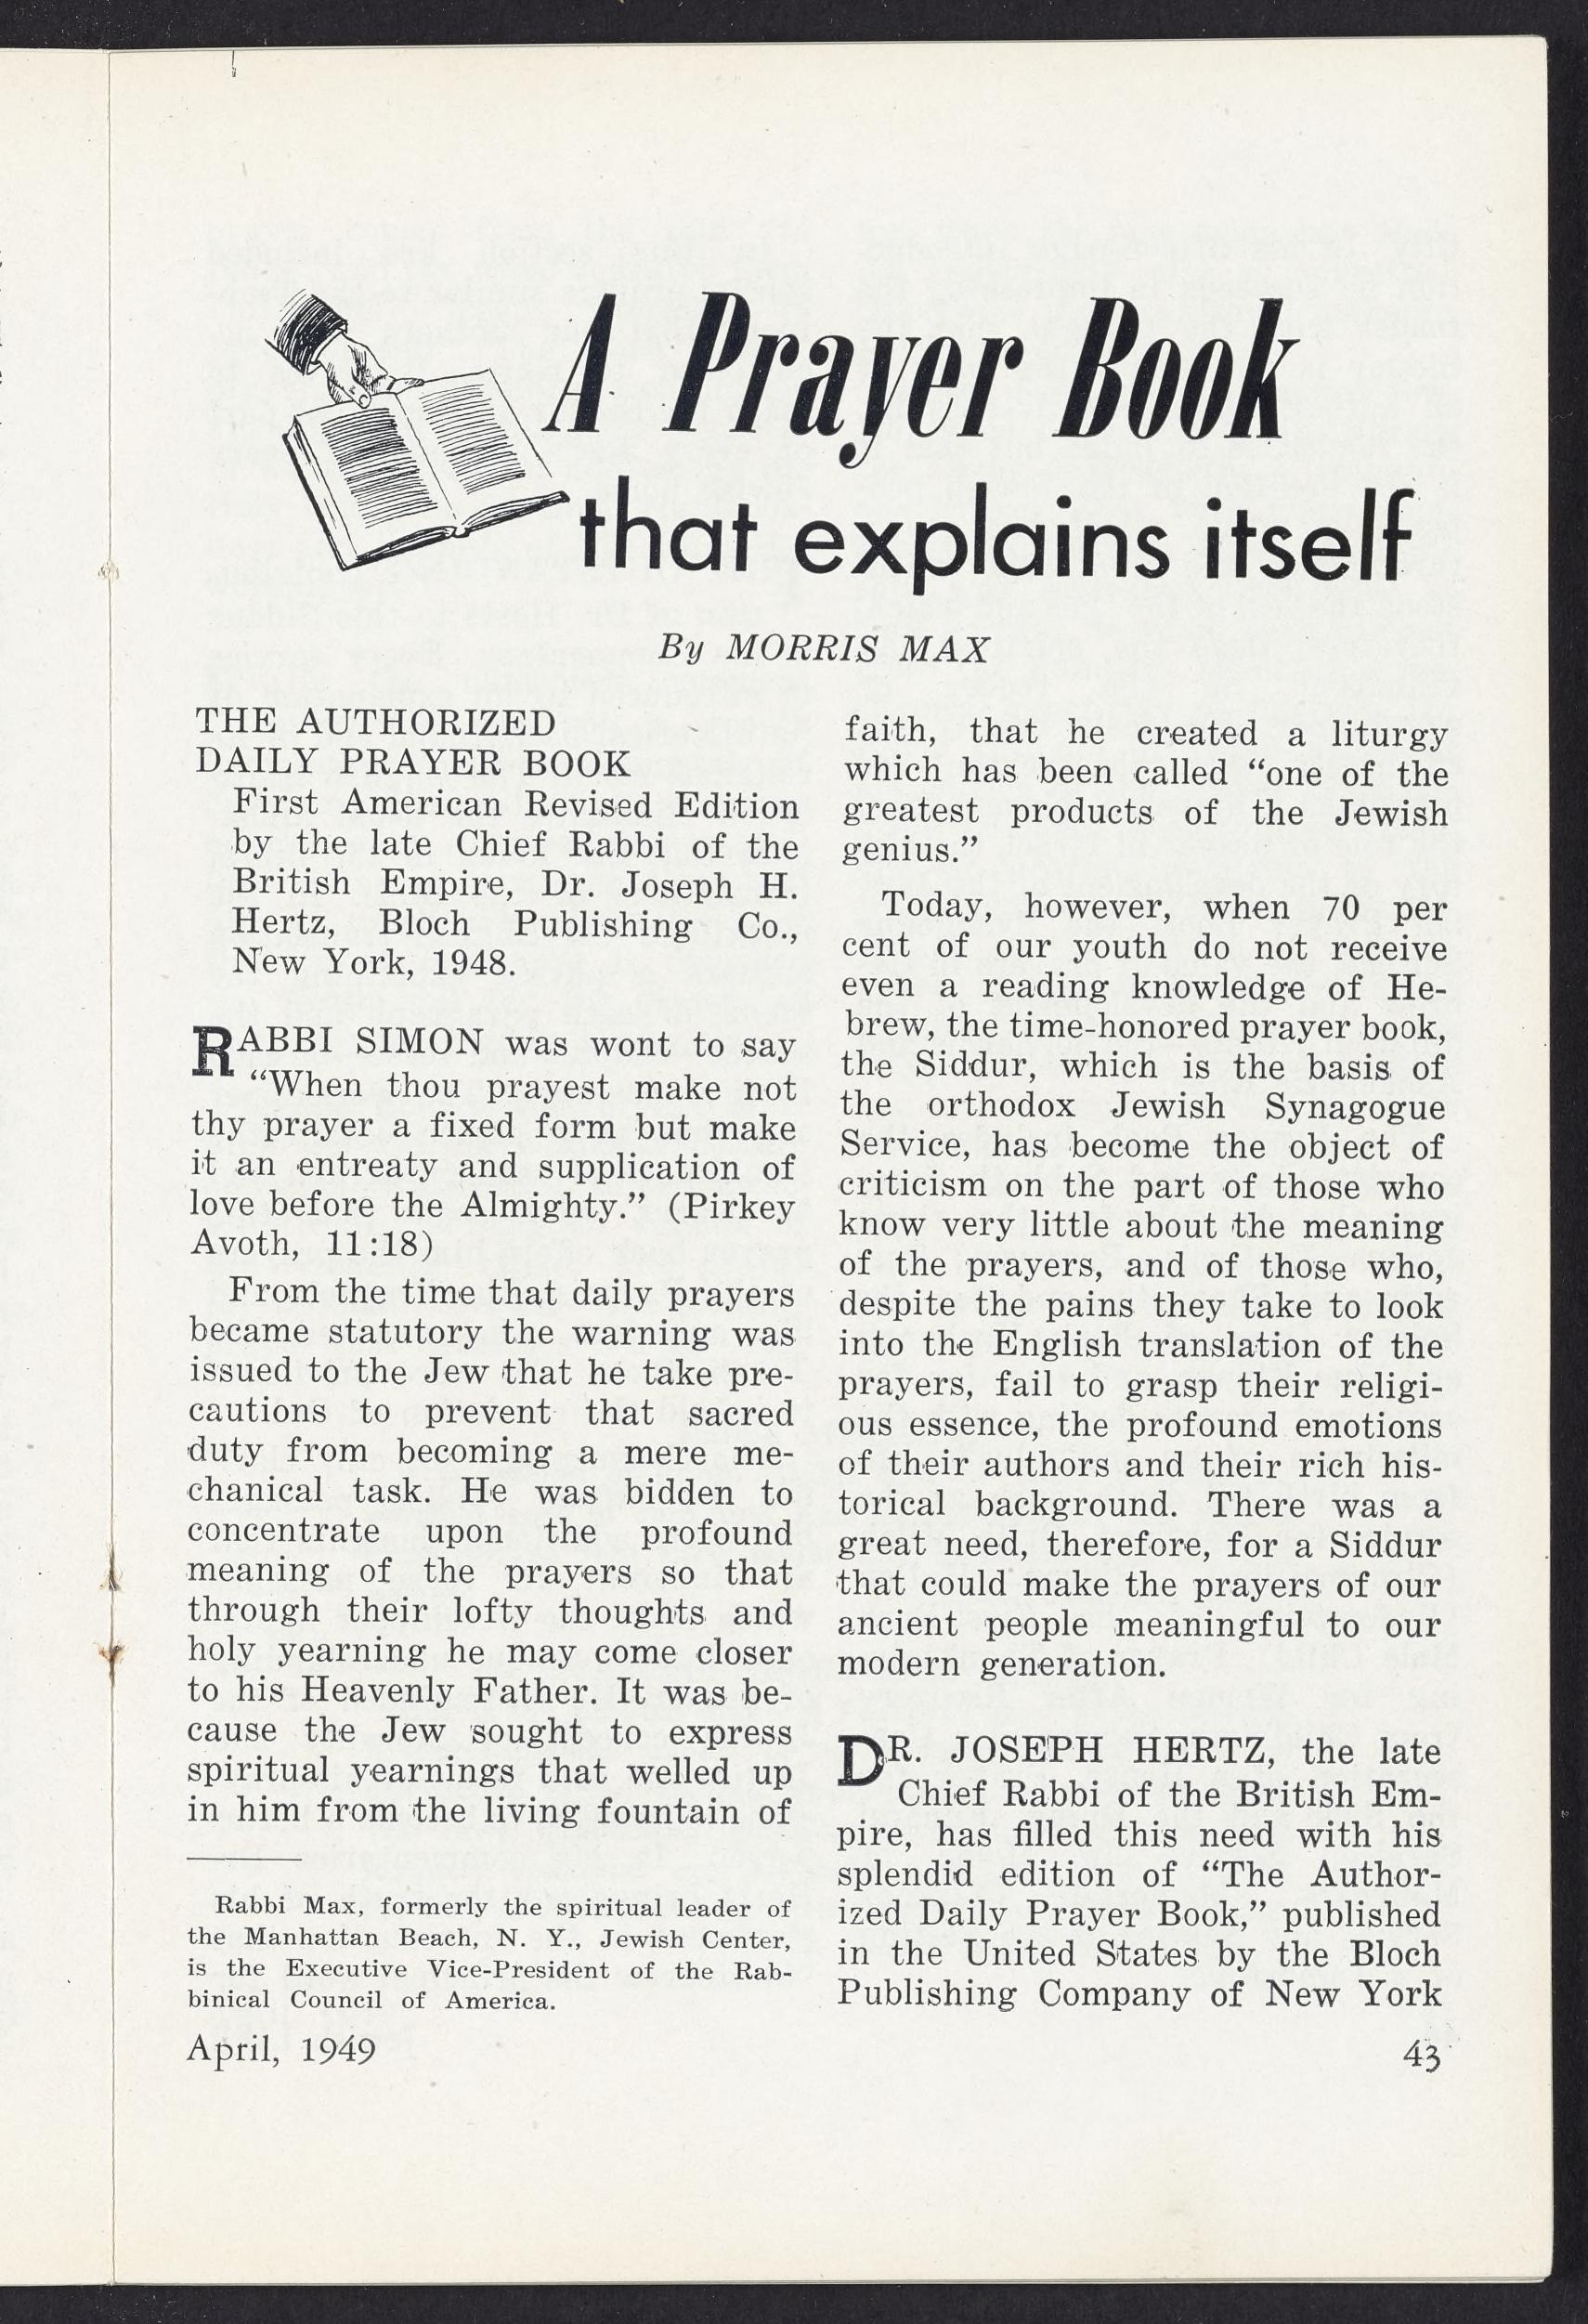 A Prayer Book
that explains itself
By MORRIS MAX
THE AUTHORIZED
DAILY PRAYER BOOK
First American Revised Edition
by the late Chief Rabbi of the
British Empire, Dr. Joseph H.
Hertz, Bloch Publishing Co.,
New York, 1948.
RABBI SIMON was wont to say
“When thou prayest make not
thy prayer a fixed form but make
it an entreaty and supplication of
love before the Almighty.” (Pirkey
Avoth, 11:18)
From the time that daily prayers
became statutory the warning was
issued to the Jew that he take pre-
cautions to prevent that sacred
duty from becoming a mere me-
chanical task. He was bidden to
concentrate upon the profound
meaning of the prayers so that
through their lofty thoughts and
holy yearning he may come closer
to his Heavenly Father. It was be-
cause the Jew sought to express
spiritual yearnings that welled up
in him from the living fountain of
Rabbi Max, formerly the spiritual leader of
the Manhattan Beach, N. Y., Jewish Center,
is the Executive Vice-President of the Rab-
binical Council of America.
faith, that he created a liturgy
which has been called “one of the
greatest products of the Jewish
genius.”
Today, however, when 70 per
cent of our youth do not receive
even a reading knowledge of He-
brew, the time-honored prayer book,
the Siddur, which is the basis of
the orthodox Jewish Synagogue
Service, has become the object of
criticism on the part of those who
know very little about the meaning
of the prayers, and of those who,
despite the pains they take to look
into the English translation of the
prayers, fail to grasp their religi-
ous essence, the profound emotions
of their authors and their rich his-
torical background. There was a
great need, therefore, for a Siddur
that could make the prayers of our
ancient people meaningful to our
modern generation.
DR. JOSEPH HERTZ, the late
Chief Rabbi of the British Em-
pire, has filled this need with his
splendid edition of “The Author-
ized Daily Prayer Book,” published
in the United States by the Bloch
Publishing Company of New York
April, 1949
43